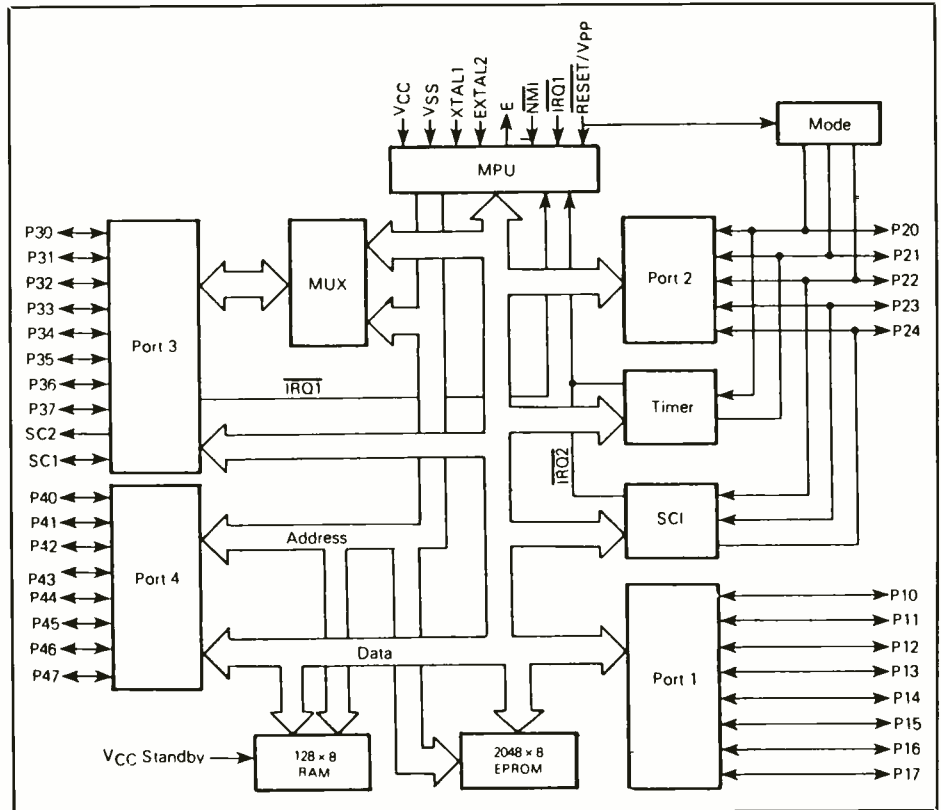 VCC
VSS
XTAL1
EXTAL2
E
NMI
IRQ1
RESET/VPP
Mode
MPU
P30
P31
P32
P33
P34
P35
P36
P37
SC2
SC1
Port 3
MUX
IRQ1
Port 2
P20
P21
P22
P23
P24
Timer
IRQ2
SCI
P40
P41
P42
P43
P44
P45
P46
P47
Port 4
Address
Data
Port 1
P10
P11
P12
P13
P14
P15
P16
P17
VCC Standby
128 × 8
RAM
2048 × 8
EPROM